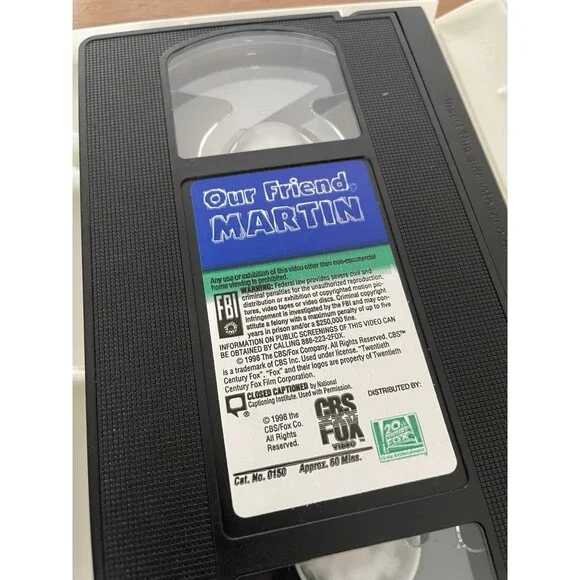 Our Friend,
MARTIN
Any use or exhibition of this video other than non-commercial
home viewing is prohibited.
FBI
WARNING: Federal law provides severe civil and
criminal penalties for the unauthorized reproduction,
distribution or exhibition of copyrighted motion pic-
tures, video tapes or video discs. Criminal copyright
infringement is investigated by the FBI and may con-
stitute a felony with a maximum penalty of up to five
years in prison and/or a $250,000 fine.
INFORMATION ON PUBLIC SCREENINGS OF THIS VIDEO CAN
BE OBTAINED BY CALLING 888-223-2FOX.
© 1998 The CBS/Fox Company. All Rights Reserved. CBS™
is a trademark of CBS Inc. Used under license. "Twentieth
Century Fox", "Fox" and their logos are property of Twentieth
Century Fox Film Corporation.
CLOSED CAPTIONED by National
Captioning Institute. Used with Permission.
© 1998 the
CBS/Fox Co.
All Rights
Reserved.
CBS
FOX
VIDEO
DISTRIBUTED BY:
20th
CENTURY
FOX
Cat. No. 0150 Approx. 60 Mins.